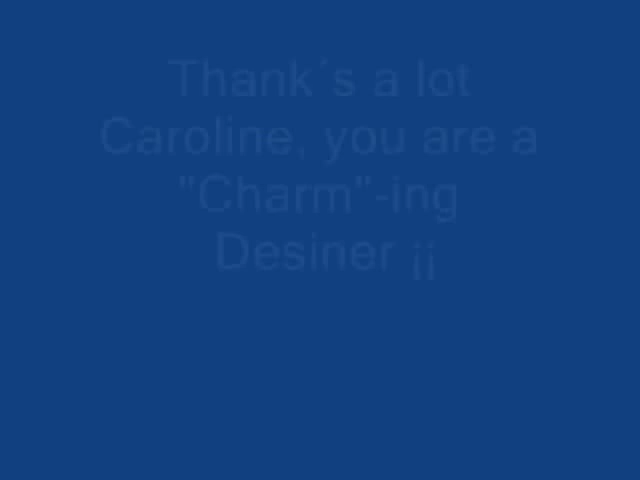 Thank´s a lot
Caroline, you are a
"Charm"-ing
Desiner ¡¡